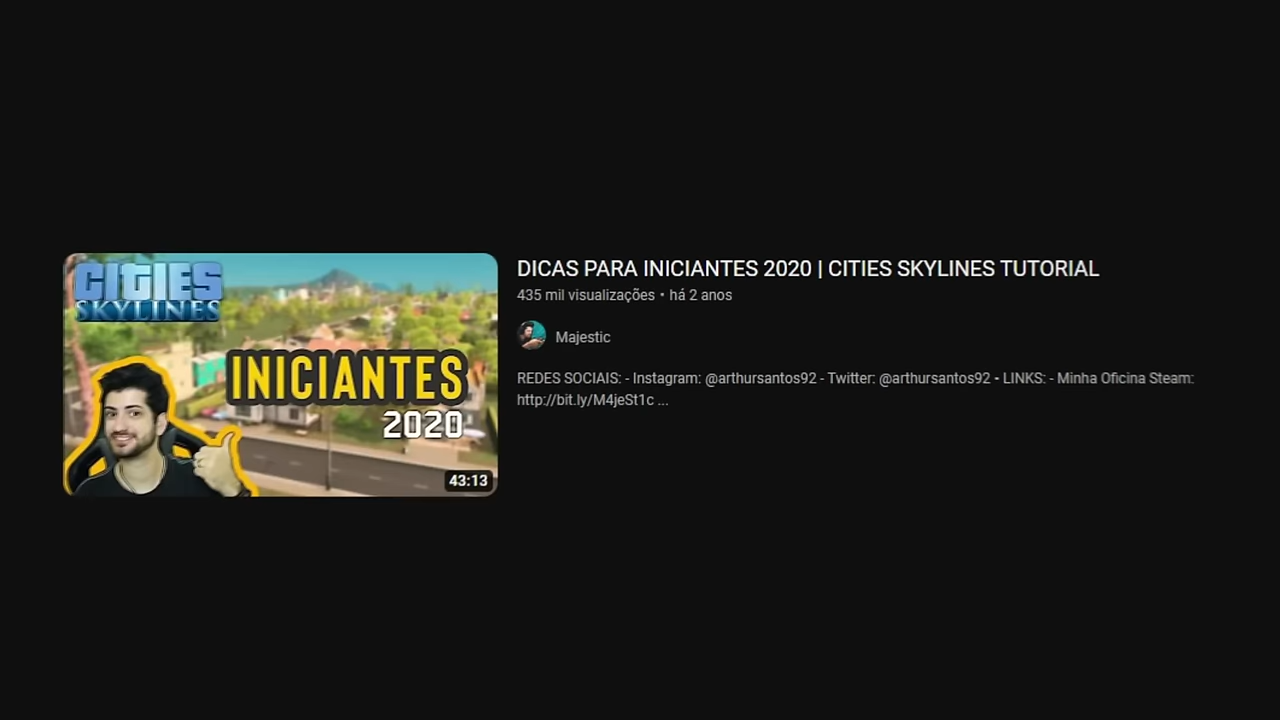 CITIES
SKYLINES
INICIANTES
2020
43:13
DICAS PARA INICIANTES 2020 | CITIES SKYLINES TUTORIAL
435 mil visualizações • há 2 anos
Majestic
REDES SOCIAIS: - Instagram: @arthursantos92 - Twitter: @arthursantos92 • LINKS: - Minha Oficina Steam:
http://bit.ly/M4jeSt1c ...